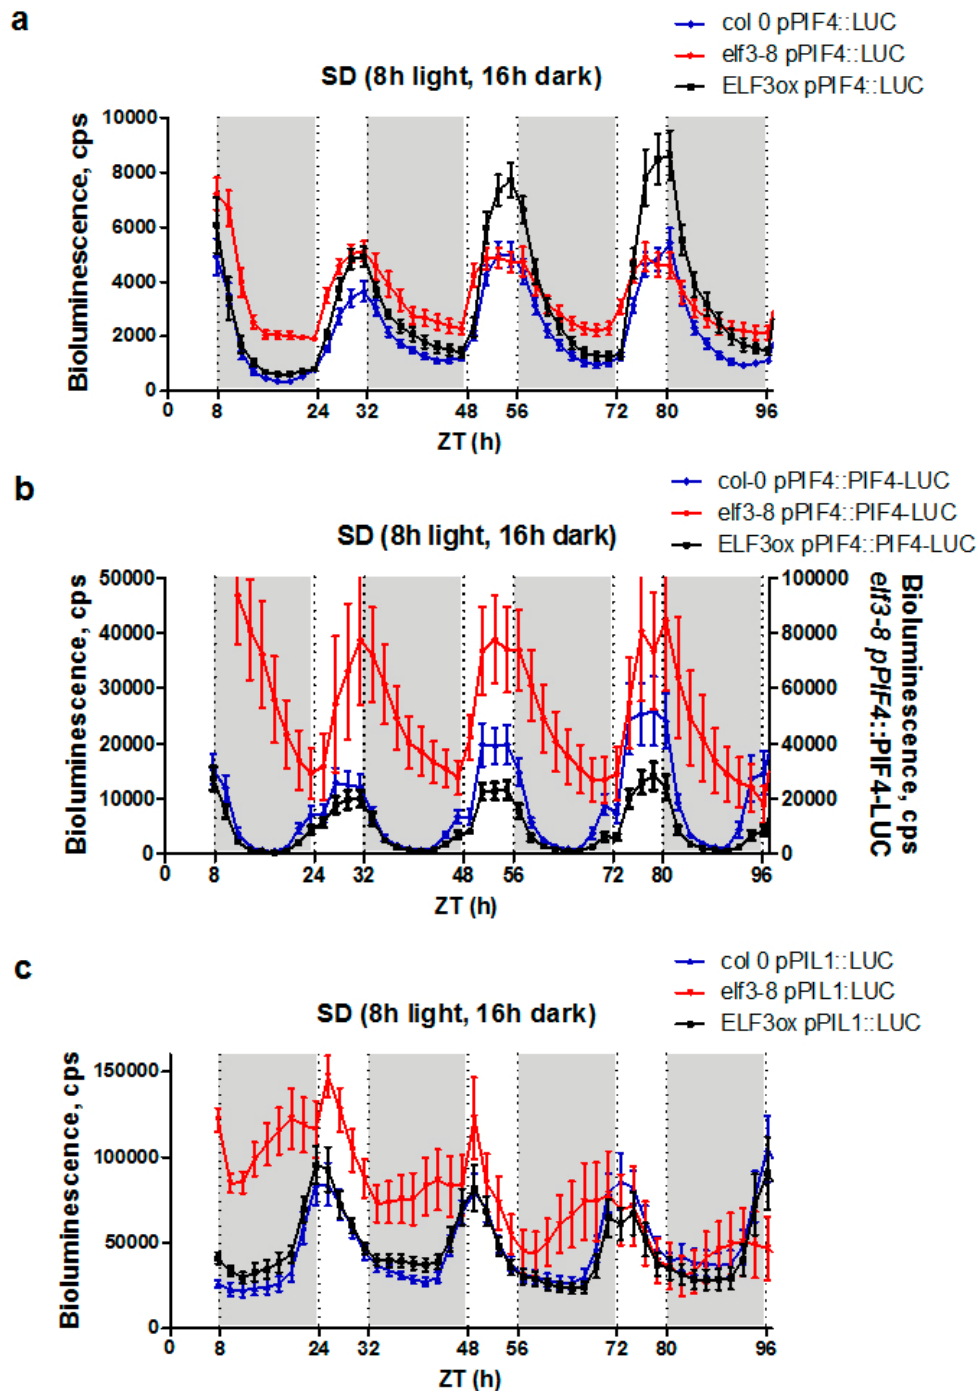 a
col 0 pPIF4::LUC
elf3-8 pPIF4::LUC
ELF3ox pPIF4::LUC
SD (8h light, 16h dark)
Bioluminescence, cps
10000
8000
6000
4000
2000
0
0 8 24 32 48 56 72 80 96
ZT (h)
b
col-0 pPIF4::PIF4-LUC
elf3-8 pPIF4::PIF4-LUC
ELF3ox pPIF4::PIF4-LUC
SD (8h light, 16h dark)
Bioluminescence, cps
50000
40000
30000
20000
10000
0
100000
80000
60000
40000
20000
0
Bioluminescence, cps
elf3-8 pPIF4::PIF4-LUC
0 8 24 32 48 56 72 80 96
ZT (h)
c
col 0 pPIL1::LUC
elf3-8 pPIL1:LUC
ELF3ox pPIL1::LUC
SD (8h light, 16h dark)
Bioluminescence, cps
150000
100000
50000
0
0 8 24 32 48 56 72 80 96
ZT (h)